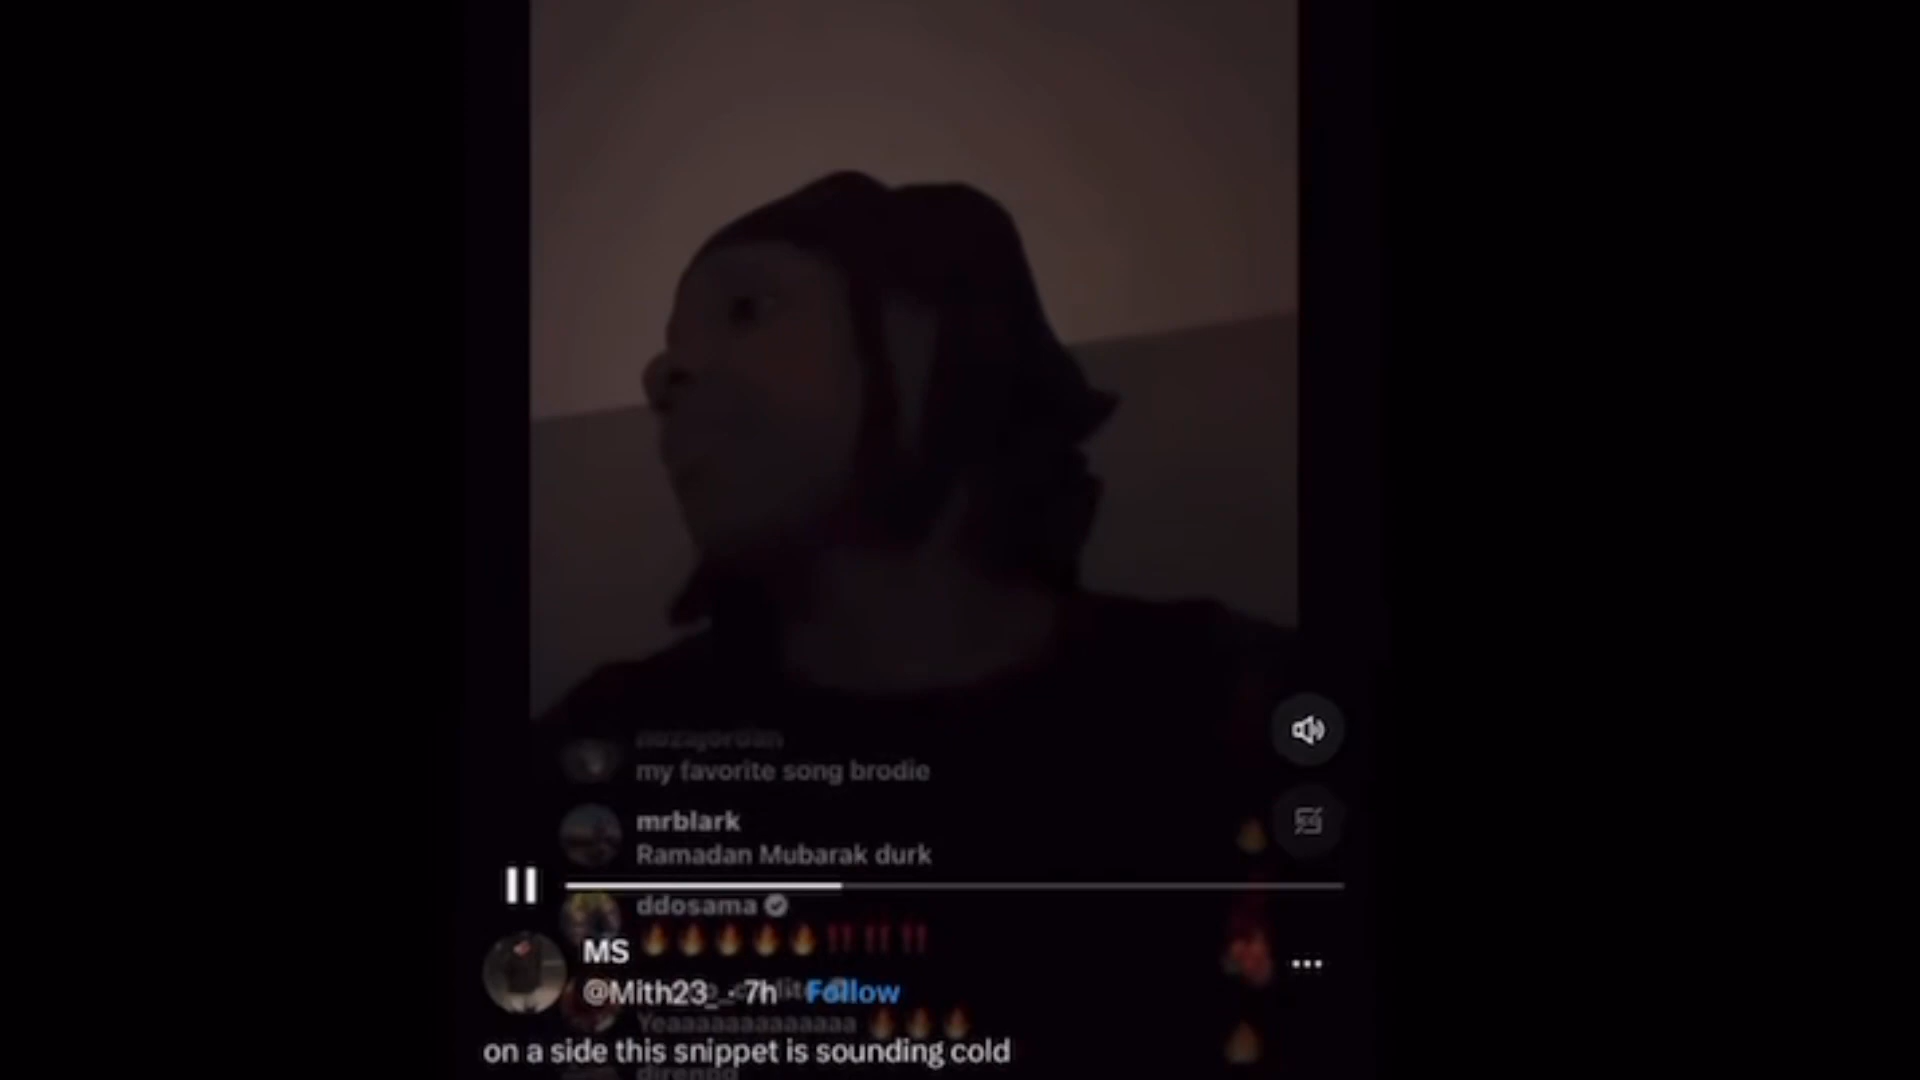 my favorite song brodie
mrblark
Ramadan Mubarak durk
ddosama
MS
@Mith23_ · 7h Follow
Yeaaaaaaaaaaaaa
on a side this snippet is sounding cold